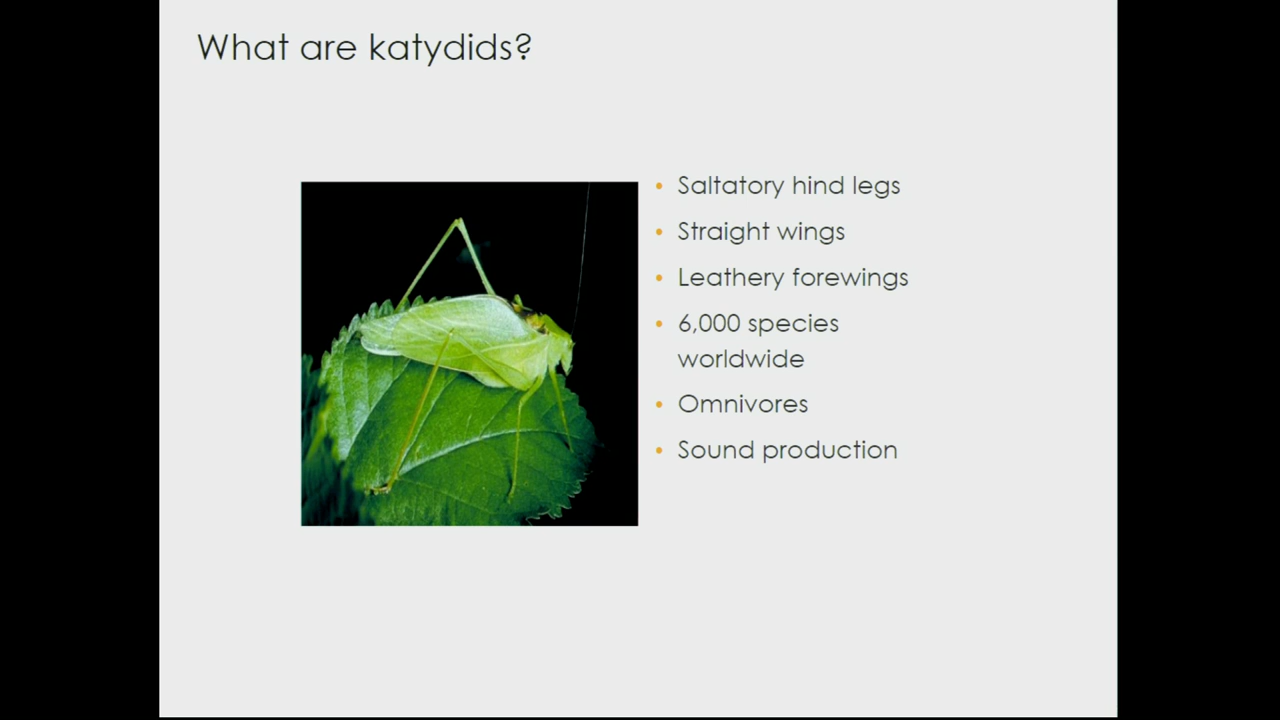 What are katydids?
• Saltatory hind legs
• Straight wings
• Leathery forewings
• 6,000 species
worldwide
• Omnivores
• Sound production